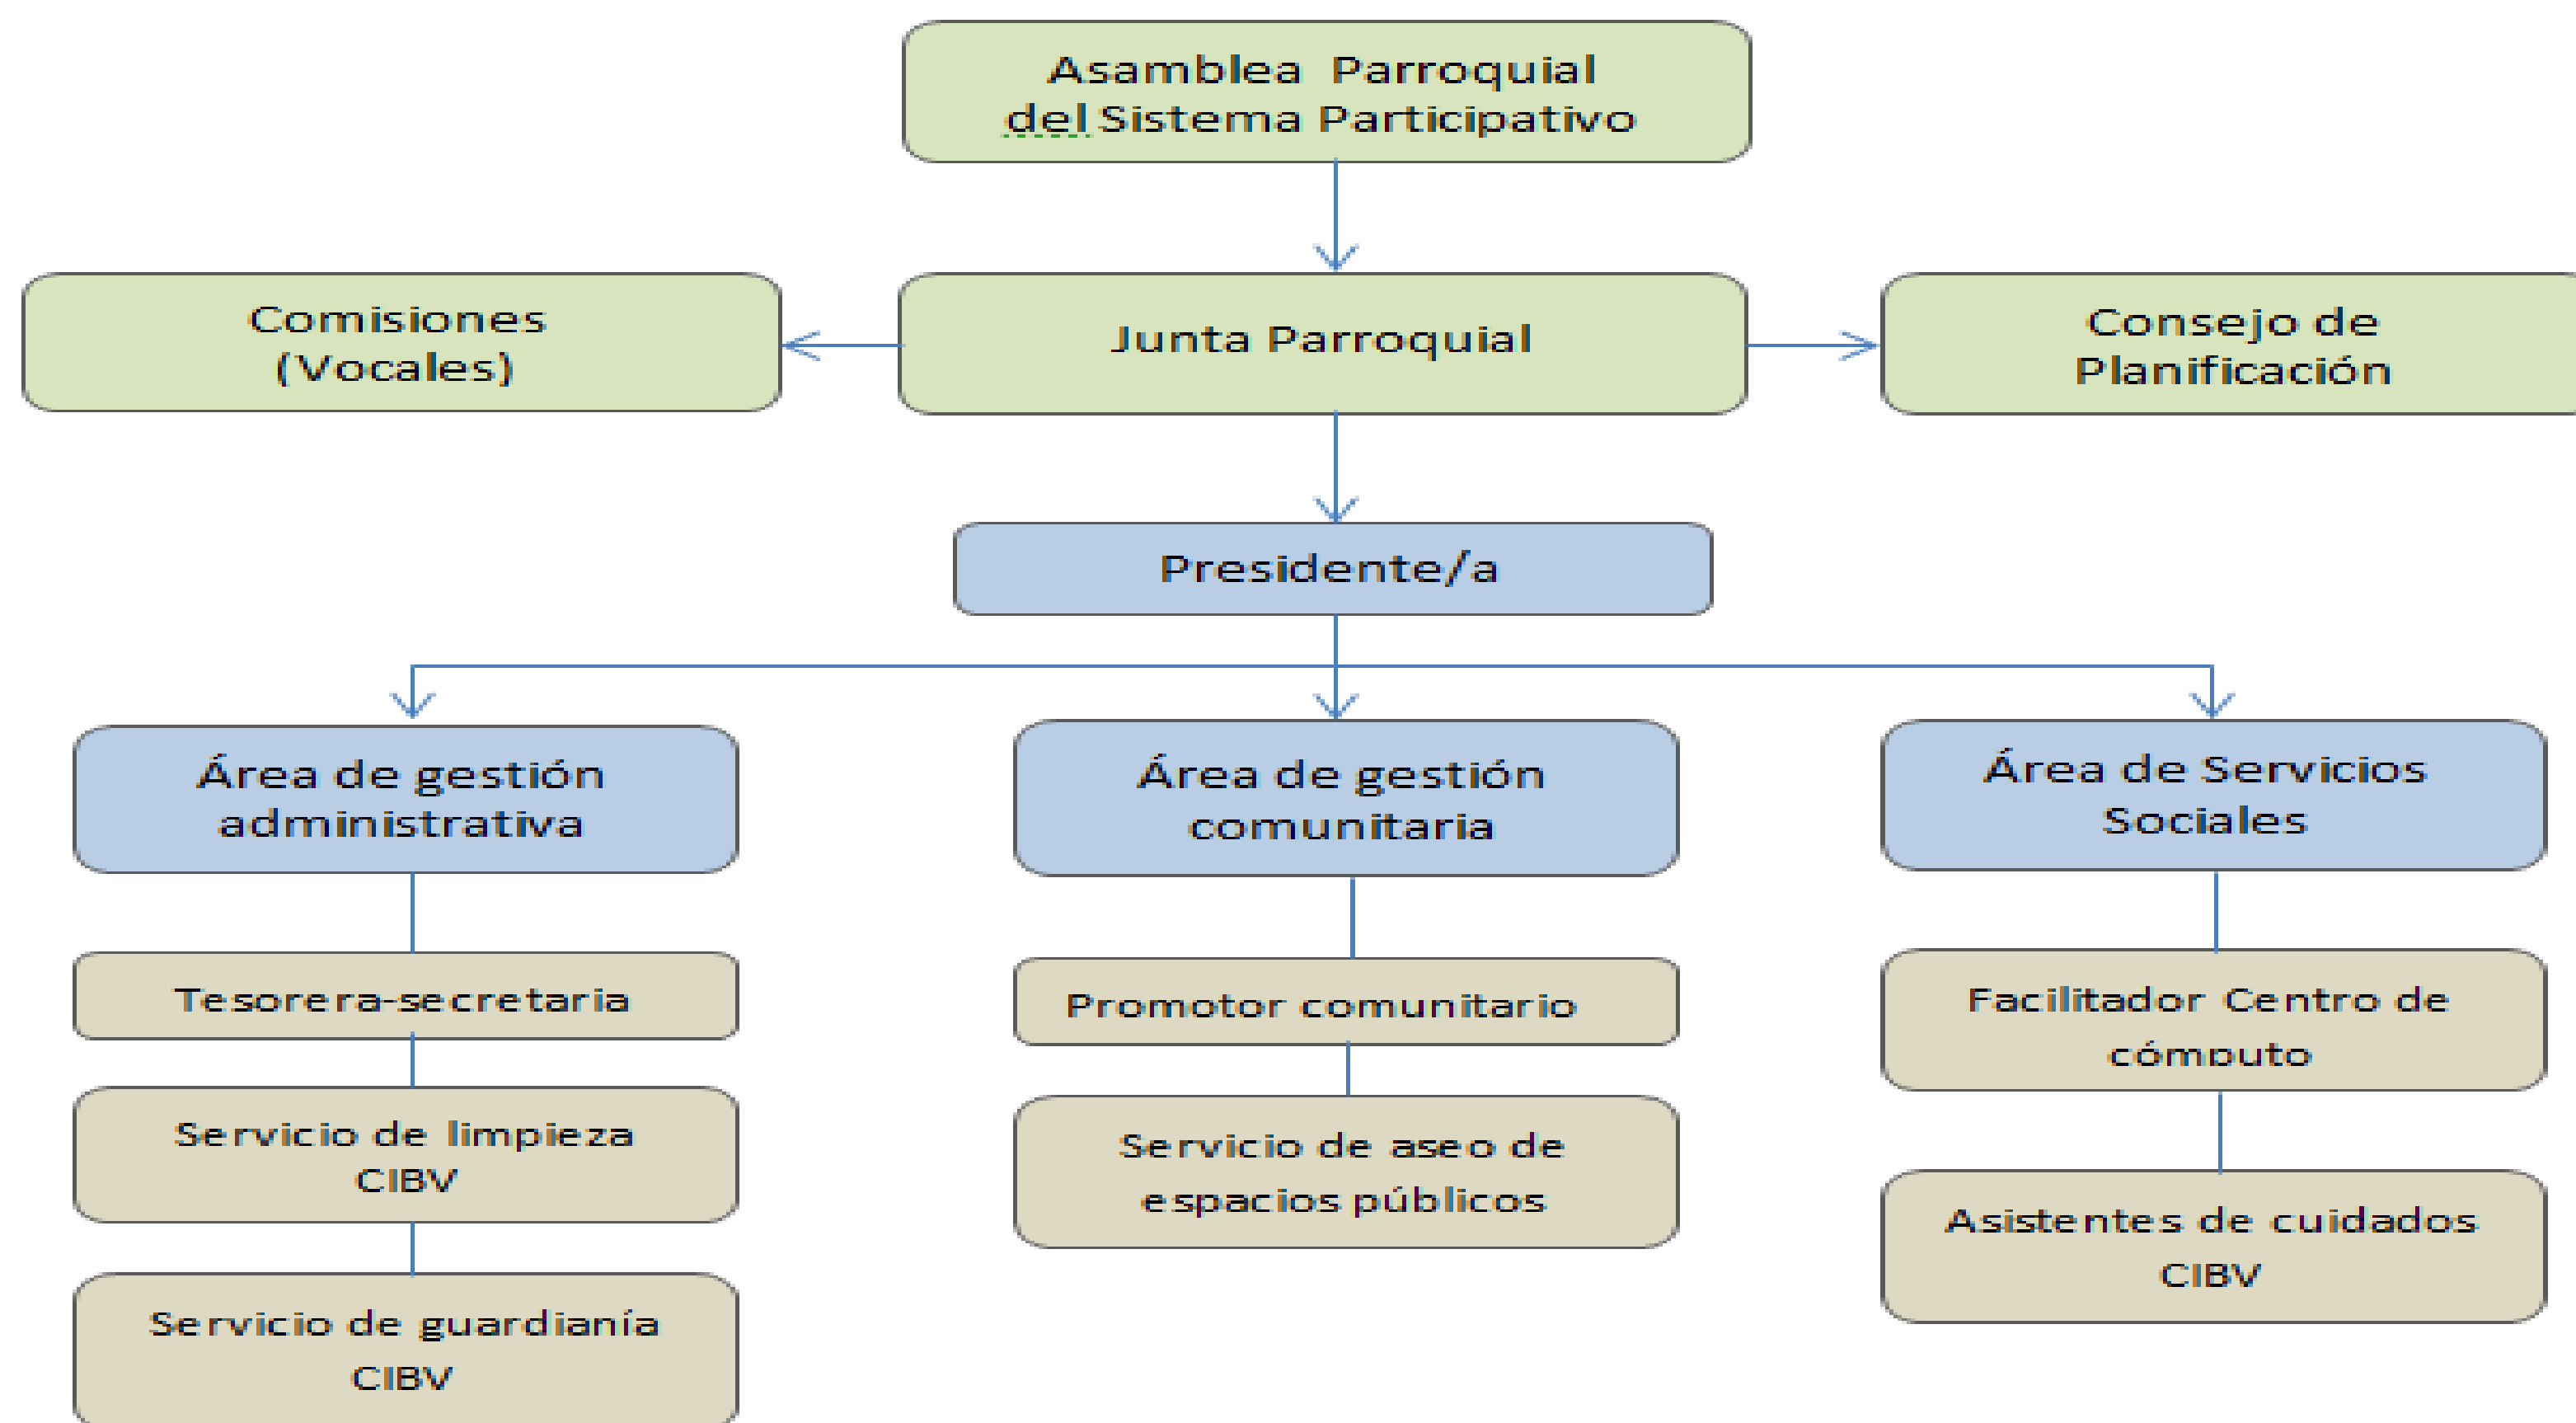 Asamblea Parroquial
del Sistema Participativo
Comisiones
(Vocales)
Junta Parroquial
Consejo de
Planificación
Presidente/a
Área de gestión
administrativa
Área de gestión
comunitaria
Área de Servicios
Sociales
Tesorera-secretaria
Promotor comunitario
Facilitador Centro de
cómputo
Servicio de limpieza
CIBV
Servicio de aseo de
espacios públicos
Asistentes de cuidados
CIBV
Servicio de guardianía
CIBV